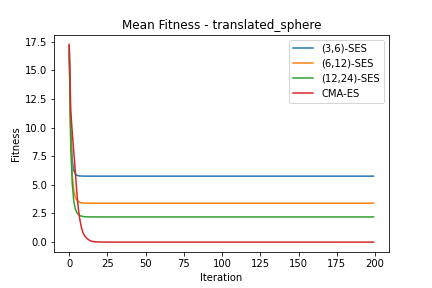 Mean Fitness - translated_sphere
17.5
15.0
12.5
10.0
7.5
5.0
2.5
0.0
Fitness
(3,6)-SES
(6,12)-SES
(12,24)-SES
CMA-ES
0 25 50 75 100 125 150 175 200
Iteration